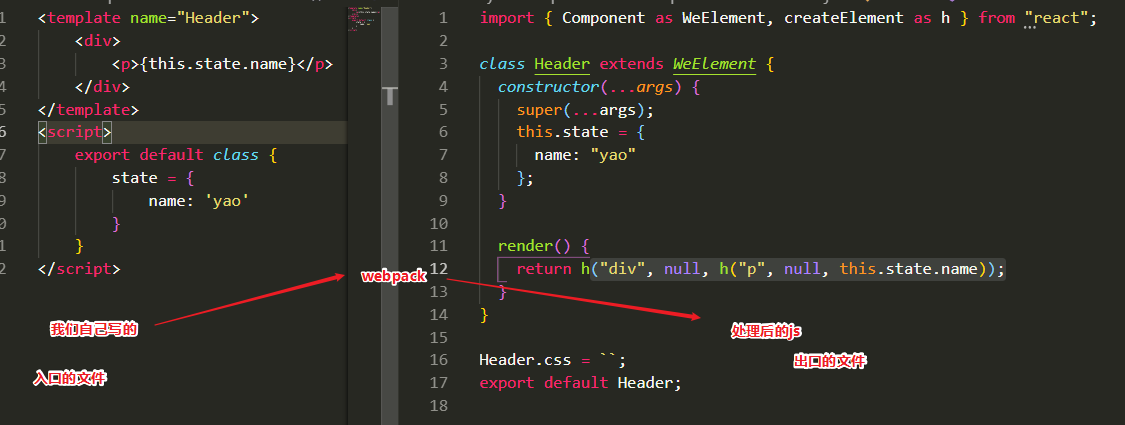 1 <template name="Header">
2     <div>
3         <p>{this.state.name}</p>
4     </div>
5 </template>
6 <script>
7     export default class {
8         state = {
9             name: 'yao'
0         }
1     }
2 </script>
我们自己写的
入口的文件
webpack
1 import { Component as WeElement, createElement as h } from "react";
2
3 class Header extends WeElement {
4   constructor(...args) {
5     super(...args);
6     this.state = {
7       name: "yao"
8     };
9   }
10
11   render() {
12     return h("div", null, h("p", null, this.state.name));
13   }
14 }
15
16 Header.css = ``;
17 export default Header;
18
处理后的js
出口的文件